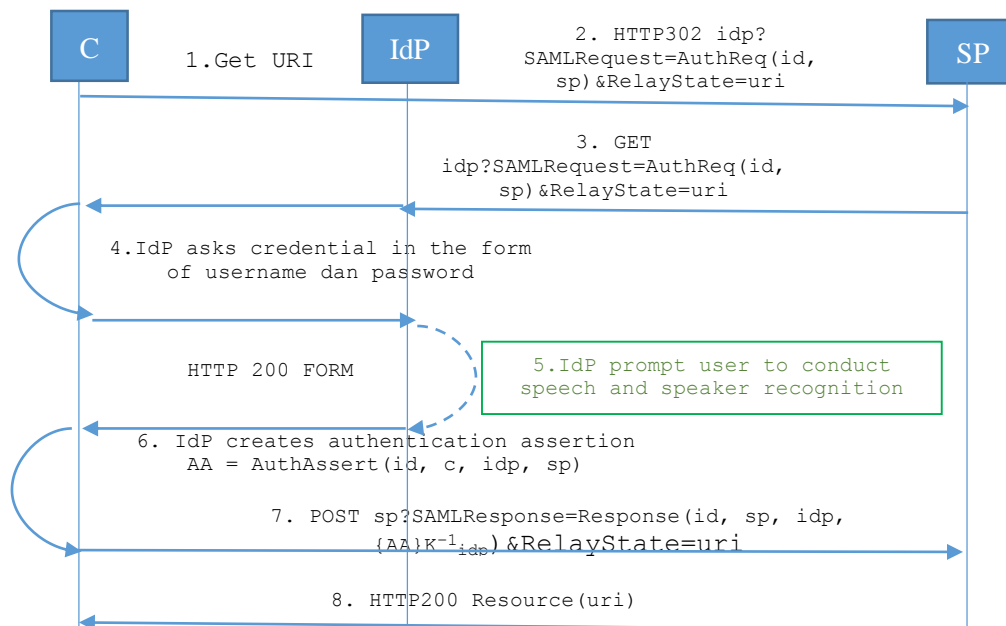 C
IdP
SP
1.Get URI
2. HTTP302 idp?
SAMLRequest=AuthReq(id,
sp)&RelayState=uri
3. GET
idp?SAMLRequest=AuthReq(id,
sp)&RelayState=uri
4.IdP asks credential in the form
of username dan password
HTTP 200 FORM
5.IdP prompt user to conduct
speech and speaker recognition
6. IdP creates authentication assertion
AA = AuthAssert(id, c, idp, sp)
7. POST sp?SAMLResponse=Response(id, sp, idp,
{AA}K⁻¹idp)&RelayState=uri
8. HTTP200 Resource(uri)